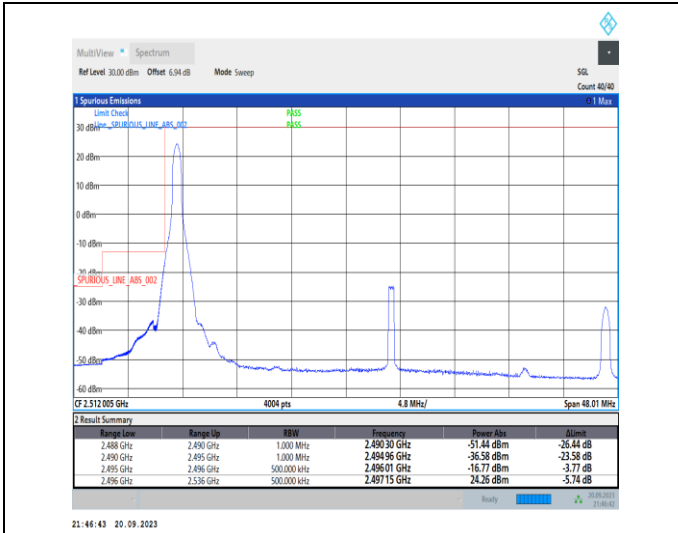 MultiView Spectrum
Ref Level 30.00 dBm Offset 6.94 dB Mode Sweep SGL
Count 40/40
1 Spurious Emissions 1 Max
Limit Check PASS
Line _SPURIOUS_LINE_ABS_002 PASS
30 dBm
20 dBm
10 dBm
0 dBm
-10 dBm
-20 dBm
_SPURIOUS_LINE_ABS_002
-30 dBm
-40 dBm
-50 dBm
-60 dBm
CF 2.512 005 GHz 4004 pts 4.8 MHz/ Span 48.01 MHz
2 Result Summary
Range Low Range Up RBW Frequency Power Abs ΔLimit
2.488 GHz 2.490 GHz 1.000 MHz 2.490 30 GHz -51.44 dBm -26.44 dB
2.490 GHz 2.495 GHz 1.000 MHz 2.494 96 GHz -36.58 dBm -23.58 dB
2.495 GHz 2.496 GHz 500.000 kHz 2.496 01 GHz -16.77 dBm -3.77 dB
2.496 GHz 2.536 GHz 500.000 kHz 2.497 15 GHz 24.26 dBm -5.74 dB
Ready 20.09.2023
21:46:42
21:46:43 20.09.2023